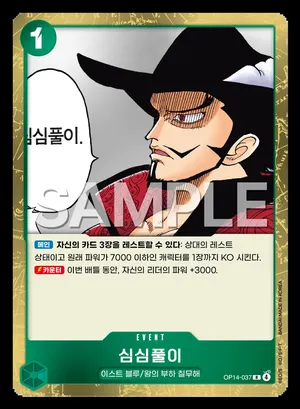 1
심심풀이.
SAMPLE
메인 자신의 카드 3장을 레스트할 수 있다: 상대의 레스트
상태이고 원래 파워가 7000 이하인 캐릭터를 1장까지 KO 시킨다.
카운터 이번 배틀 동안, 자신의 리더의 파워 +3000.
EVENT
심심풀이
이스트 블루/왕의 부하 칠무해
OP14-037 R 4